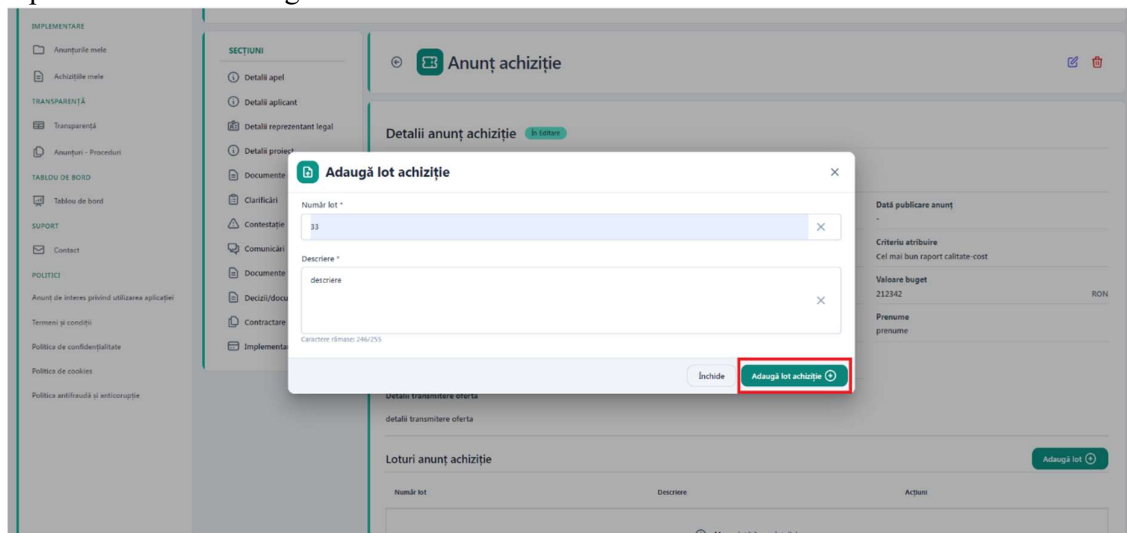 IMPLEMENTARE
Anunțurile mele
Achizițiile mele
TRANSPARENȚĂ
Transparență
Anunțuri - Proceduri
TABLOU DE BORD
Tablou de bord
SUPORT
Contact
POLITICI
Anunț de interes privind utilizarea aplicației
Termeni și condiții
Politica de confidențialitate
Politica de cookies
Politica antifraudă și anticorupție
SECȚIUNI
Detalii apel
Detalii aplicant
Detalii reprezentant legal
Detalii proiect
Documente
Clarificări
Contestație
Comunicări
Documente
Contractare
Anunț achiziție
Detalii anunț achiziție În Editare
Adaugă lot achiziție
Număr lot *
33
Descriere *
descriere
Caractere rămase: 246/255
Închide
Adaugă lot achiziție
Dată publicare anunț
-
Criteriu atribuire
Cel mai bun raport calitate-cost
Valoare buget
212342 RON
Prenume
prenume
Detalii transmitere oferta
detalii transmitere oferta
Loturi anunț achiziție
Adaugă lot
Număr lot Descriere Acțiuni